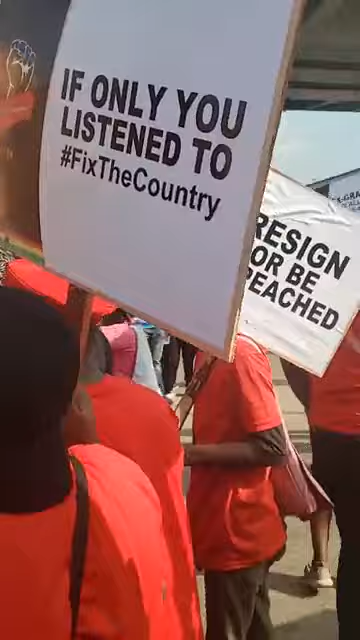 IF ONLY YOU
LISTENED TO
#FixTheCountry
RESIGN
OR BE
PEACHED